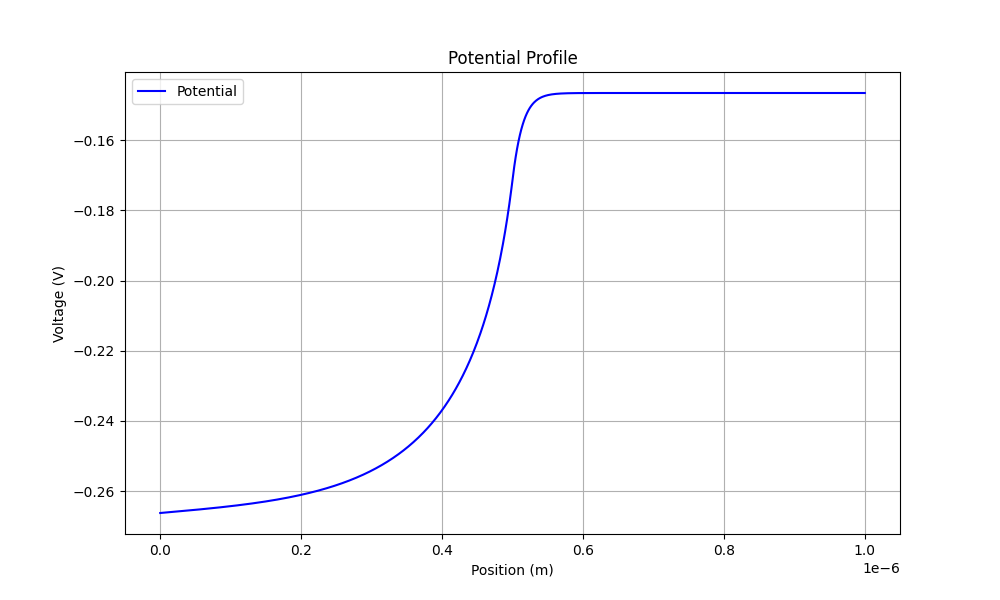 Potential Profile
Potential
Voltage (V)
−0.16
−0.18
−0.20
−0.22
−0.24
−0.26
0.0 0.2 0.4 0.6 0.8 1.0
1e−6
Position (m)